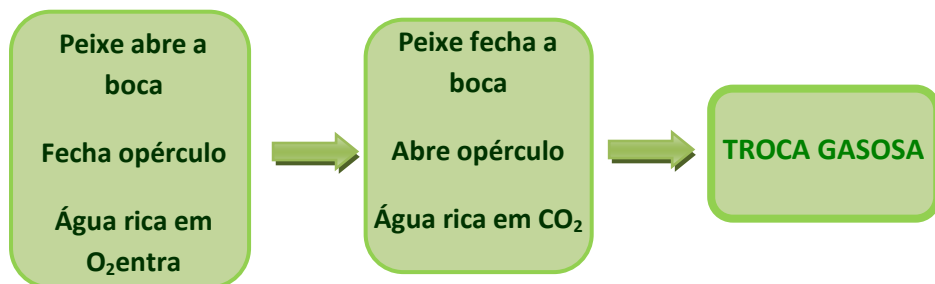 Peixe abre a
boca
Fecha opérculo
Água rica em
O₂entra
Peixe fecha a
boca
Abre opérculo
Água rica em CO₂
TROCA GASOSA